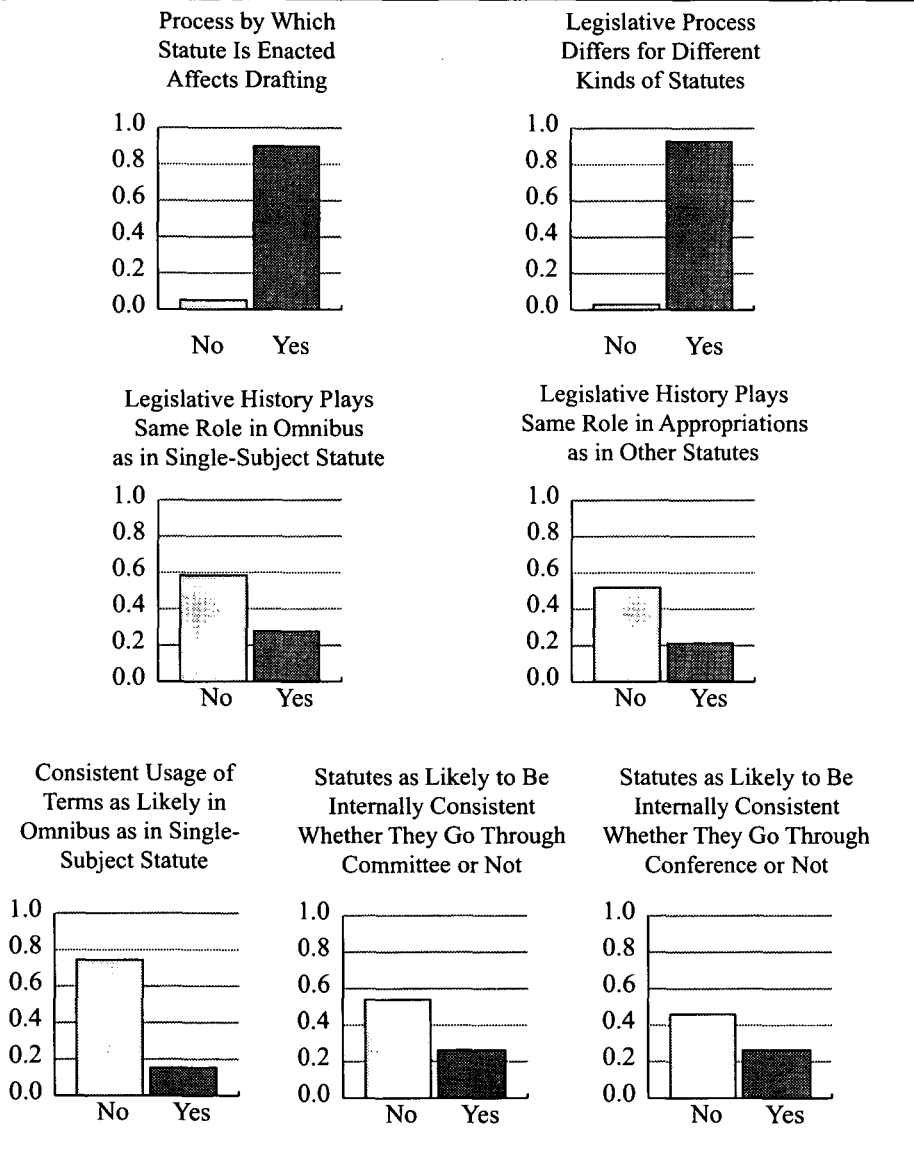 Process by Which
Statute Is Enacted
Affects Drafting
1.0
0.8
0.6
0.4
0.2
0.0
No Yes
Legislative Process
Differs for Different
Kinds of Statutes
1.0
0.8
0.6
0.4
0.2
0.0
No Yes
Legislative History Plays
Same Role in Omnibus
as in Single-Subject Statute
1.0
0.8
0.6
0.4
0.2
0.0
No Yes
Legislative History Plays
Same Role in Appropriations
as in Other Statutes
1.0
0.8
0.6
0.4
0.2
0.0
No Yes
Consistent Usage of
Terms as Likely in
Omnibus as in Single-
Subject Statute
1.0
0.8
0.6
0.4
0.2
0.0
No Yes
Statutes as Likely to Be
Internally Consistent
Whether They Go Through
Committee or Not
1.0
0.8
0.6
0.4
0.2
0.0
No Yes
Statutes as Likely to Be
Internally Consistent
Whether They Go Through
Conference or Not
1.0
0.8
0.6
0.4
0.2
0.0
No Yes